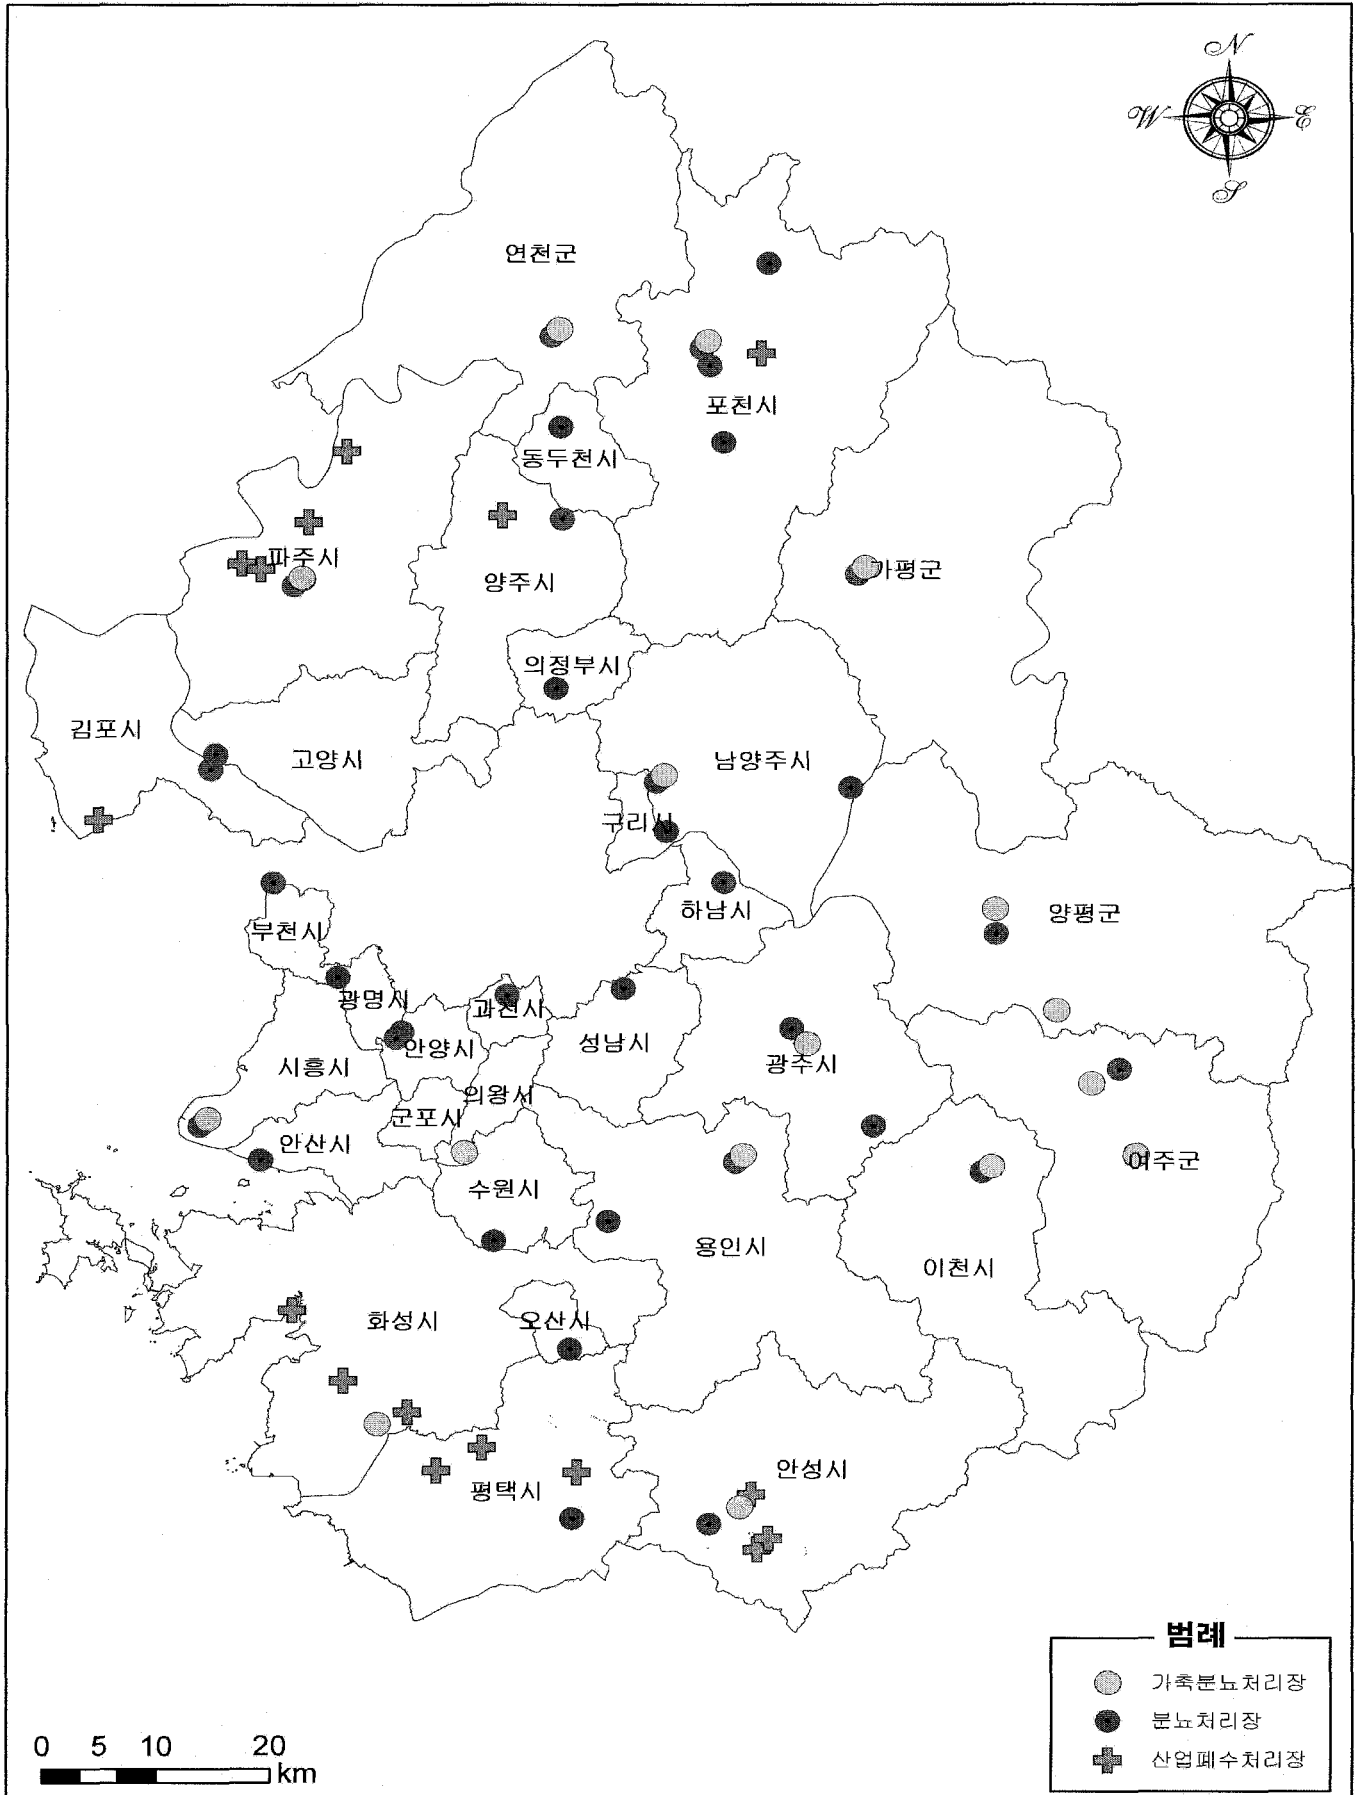 N
W
E
S
연천군
포천시
동두천시
파주시
양주시
가평군
의정부시
김포시
고양시
남양주시
구리시
하남시
양평군
부천시
광명시
과천시
안양시
성남시
광주시
시흥시
의왕시
군포시
안산시
여주군
수원시
용인시
이천시
화성시
오산시
안성시
평택시
범례
가축분뇨처리장
분뇨처리장
산업폐수처리장
0 5 10 20
km